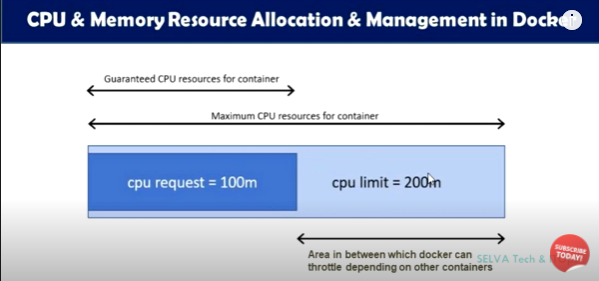 CPU & Memory Resource Allocation & Management in Docker
Guaranteed CPU resources for container
Maximum CPU resources for container
cpu request = 100m
cpu limit = 200m
Area in between which docker can
throttle depending on other containers
SELVA Tech &
SUBSCRIBE
TODAY!